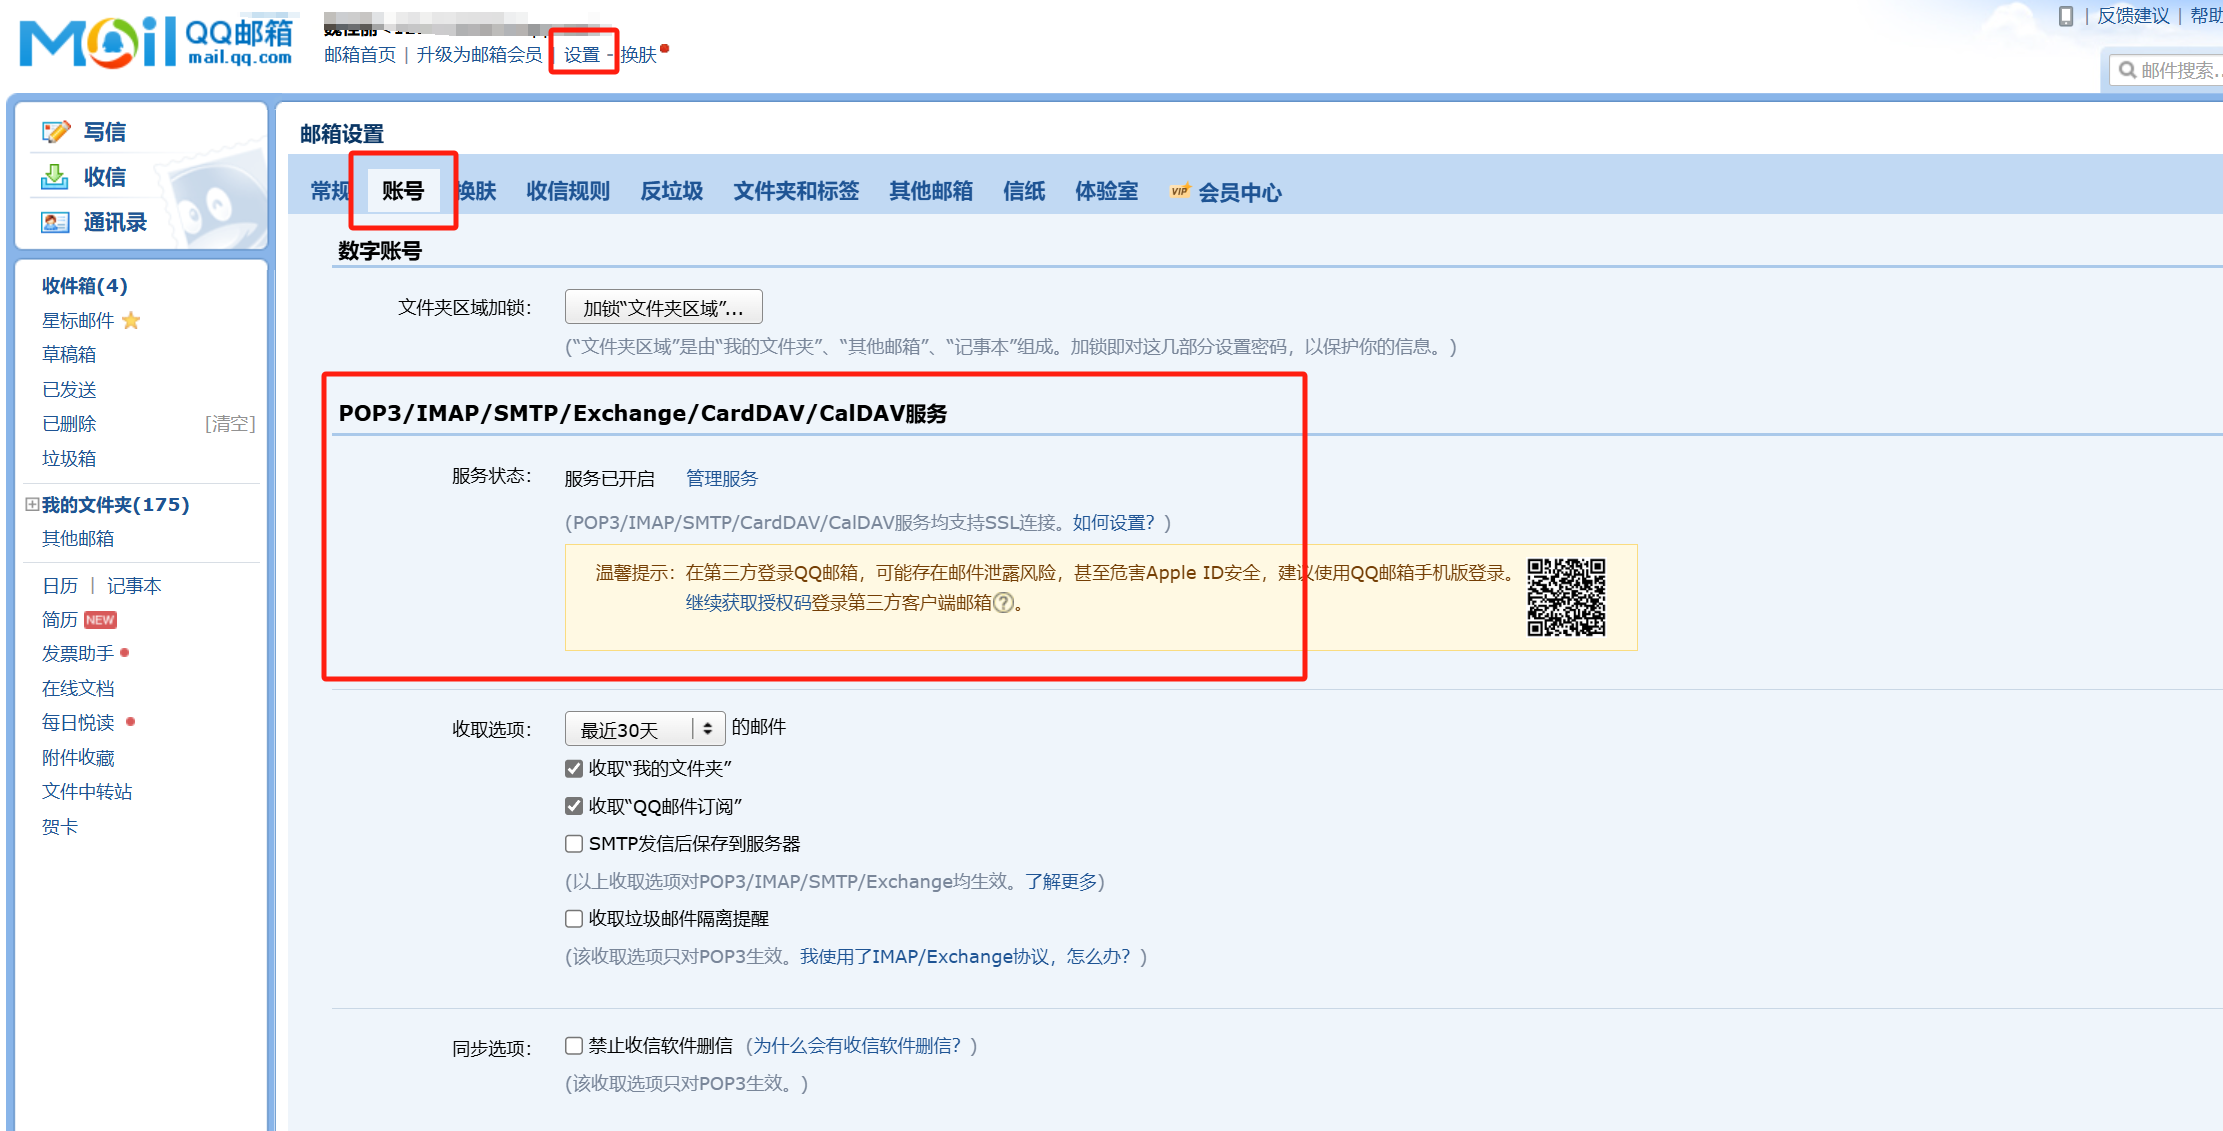 Mail QQ邮箱
mail.qq.com
邮箱首页 | 升级为邮箱会员 | 设置 - 换肤
| 反馈建议 | 帮助
邮件搜索...
写信
收信
通讯录
收件箱(4)
星标邮件
草稿箱
已发送
已删除 [清空]
垃圾箱
我的文件夹(175)
其他邮箱
日历 | 记事本
简历 NEW
发票助手
在线文档
每日悦读
附件收藏
文件中转站
贺卡
邮箱设置
常规 账号 换肤 收信规则 反垃圾 文件夹和标签 其他邮箱 信纸 体验室 VIP 会员中心
数字账号
文件夹区域加锁： 加锁“文件夹区域”...
(“文件夹区域”是由“我的文件夹”、“其他邮箱”、“记事本”组成。加锁即对这几部分设置密码，以保护你的信息。)
POP3/IMAP/SMTP/Exchange/CardDAV/CalDAV服务
服务状态： 服务已开启 管理服务
(POP3/IMAP/SMTP/CardDAV/CalDAV服务均支持SSL连接。如何设置？)
温馨提示：在第三方登录QQ邮箱，可能存在邮件泄露风险，甚至危害Apple ID安全，建议使用QQ邮箱手机版登录。
继续获取授权码登录第三方客户端邮箱?。
收取选项： 最近30天 的邮件
收取“我的文件夹”
收取“QQ邮件订阅”
SMTP发信后保存到服务器
(以上收取选项对POP3/IMAP/SMTP/Exchange均生效。了解更多)
收取垃圾邮件隔离提醒
(该收取选项只对POP3生效。我使用了IMAP/Exchange协议，怎么办？)
同步选项： 禁止收信软件删信 (为什么会有收信软件删信？)
(该收取选项只对POP3生效。)